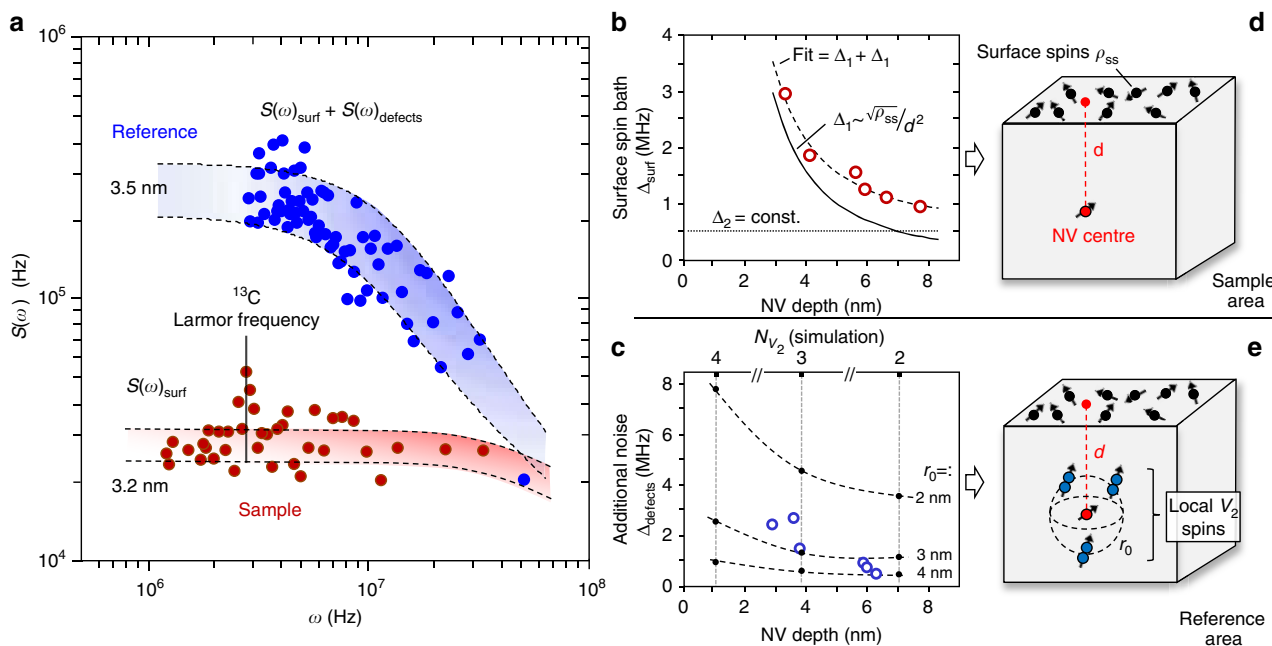 a
10^6
10^5
10^4
S(ω) (Hz)
Reference
S(ω)surf + S(ω)defects
3.5 nm
13C
Larmor frequency
S(ω)surf
3.2 nm
Sample
10^6
10^7
10^8
ω (Hz)
b
4
3
2
1
0
Surface spin bath
Δsurf (MHz)
Fit = Δ1 + Δ1
Δ1~√ρss/d^2
Δ2 = const.
0
2
4
6
8
NV depth (nm)
d
Surface spins ρss
d
NV centre
Sample
area
c
NV2 (simulation)
4
//
3
//
2
8
6
4
2
0
Additional noise
Δdefects (MHz)
r0=:
2 nm
3 nm
4 nm
0
2
4
6
8
NV depth (nm)
e
d
r0
Local V2
spins
Reference
area